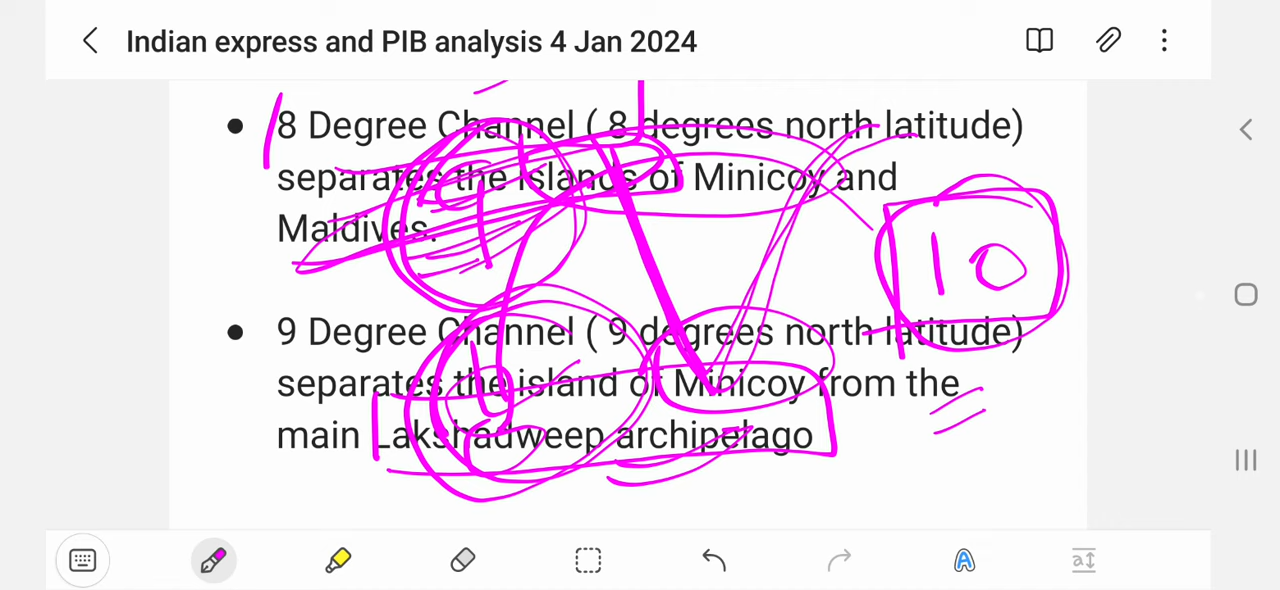 Indian express and PIB analysis 4 Jan 2024
● 8 Degree Channel ( 8 degrees north latitude)
separates the Islands of Minicoy and
Maldives.
10
● 9 Degree Channel ( 9 degrees north latitude)
separates the island of Minicoy from the
main Lakshadweep archipelago